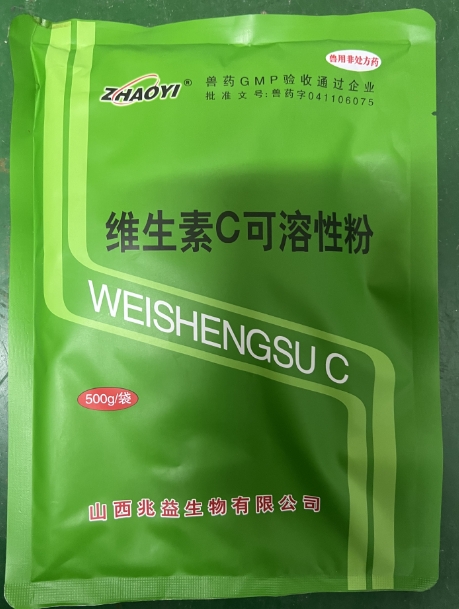 兽用非处方药
ZHAOYI®
兽药GMP验收通过企业
批准文号:兽药字041106075
维生素C可溶性粉
WEISHENGSU C
500g/袋
山西兆益生物有限公司